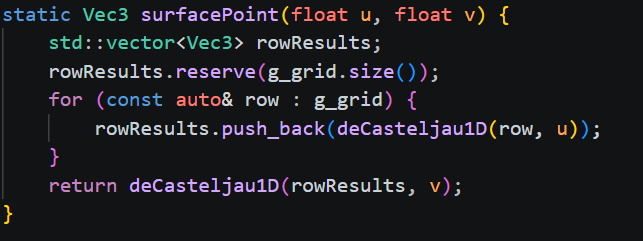 static Vec3 surfacePoint(float u, float v) {
    std::vector<Vec3> rowResults;
    rowResults.reserve(g_grid.size());
    for (const auto& row : g_grid) {
        rowResults.push_back(deCasteljau1D(row, u));
    }
    return deCasteljau1D(rowResults, v);
}